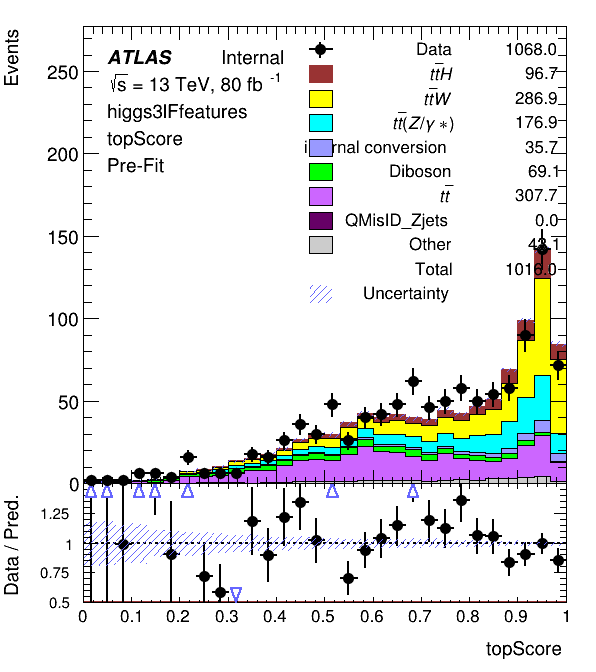 Events
ATLAS Internal
√s = 13 TeV, 80 fb -1
higgs3lFfeatures
topScore
Pre-Fit
Data 1068.0
tt̄H 96.7
tt̄W 286.9
tt̄(Z/γ *) 176.9
conversion 35.7
Diboson 69.1
tt̄ 307.7
QMisID_Zjets 0.0
Other 43.1
Total 1016.0
Uncertainty
250
200
150
100
50
0
Data / Pred.
1.25
1
0.75
0.5
0 0.1 0.2 0.3 0.4 0.5 0.6 0.7 0.8 0.9 1
topScore